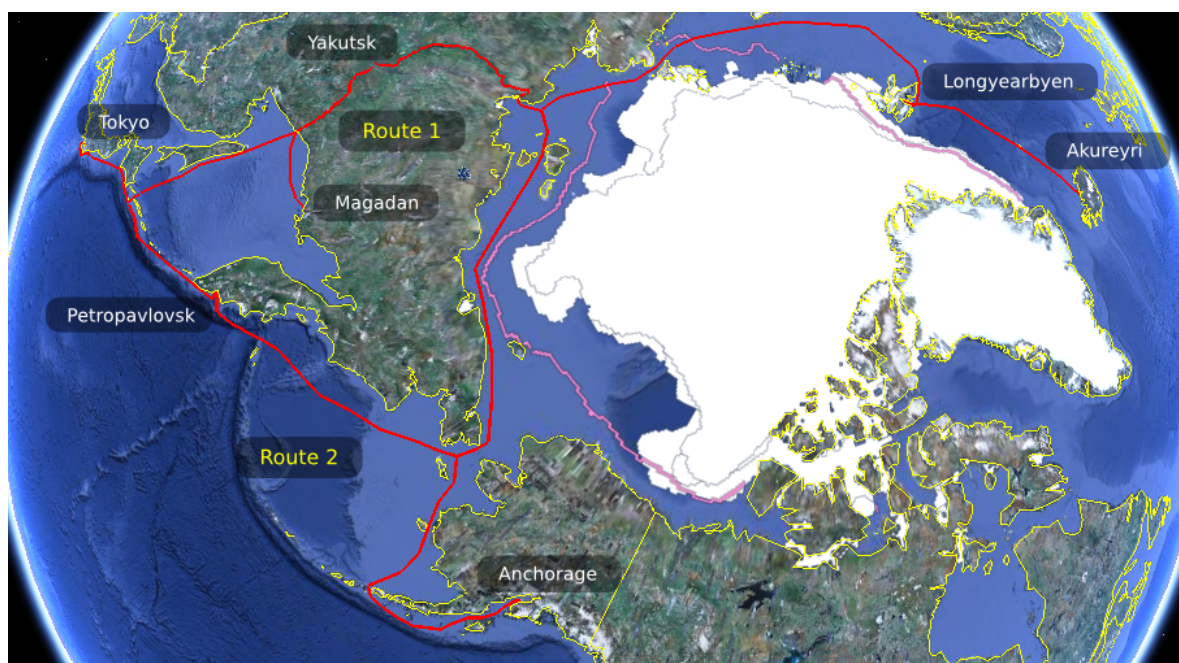 Yakutsk
Longyearbyen
Tokyo
Route 1
Akureyri
Magadan
Petropavlovsk
Route 2
Anchorage